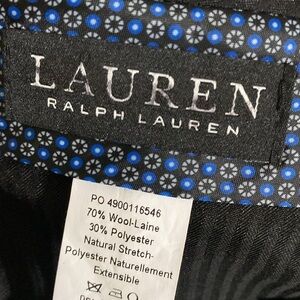 LAUREN
RALPH LAUREN
PO 4900116546
70% Wool-Laine
30% Polyester
Natural Stretch-
Polyester Naturellement
Extensible